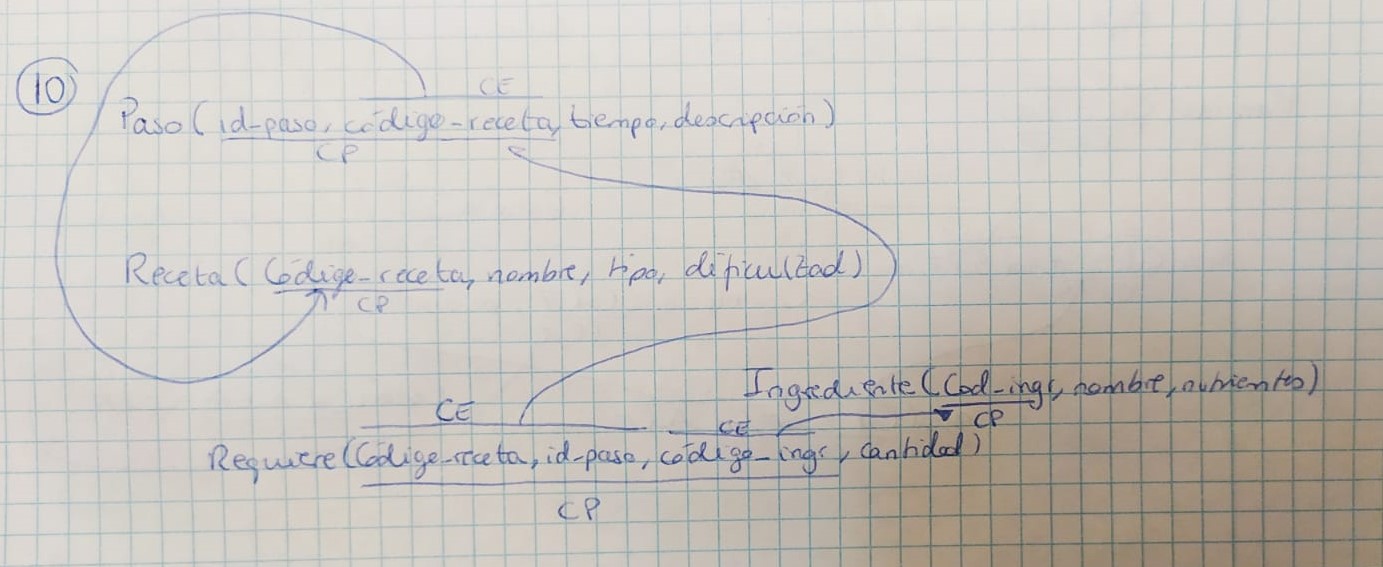 10
CE
Paso (id-paso, código-receta, tiempo, descripción)
CP
Receta (Código-receta, nombre, tipo, dificultad)
CP
Ingrediente (Cod-ingr, nombre, nutrientes)
CP
CE CE
Requiere (Código-receta, id-paso, código-ingr, cantidad)
CP